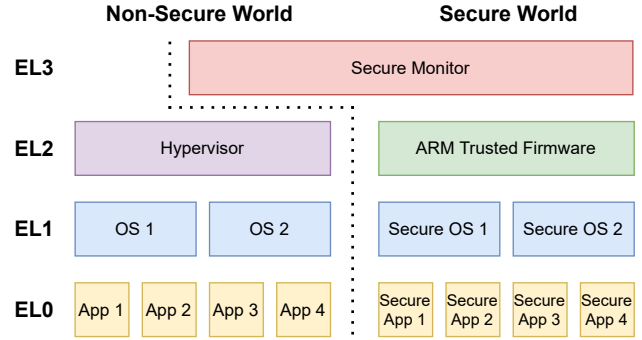 Non-Secure World
Secure World
EL3
Secure Monitor
EL2
Hypervisor
ARM Trusted Firmware
EL1
OS 1
OS 2
Secure OS 1
Secure OS 2
EL0
App 1
App 2
App 3
App 4
Secure
App 1
Secure
App 2
Secure
App 3
Secure
App 4